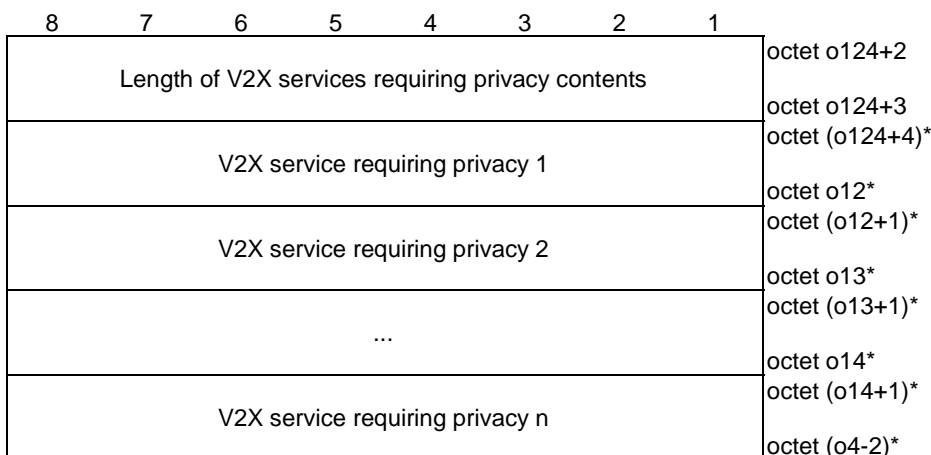 8 7 6 5 4 3 2 1
octet o124+2
Length of V2X services requiring privacy contents
octet o124+3
octet (o124+4)*
V2X service requiring privacy 1
octet o12*
octet (o12+1)*
V2X service requiring privacy 2
octet o13*
octet (o13+1)*
...
octet o14*
octet (o14+1)*
V2X service requiring privacy n
octet (o4-2)*